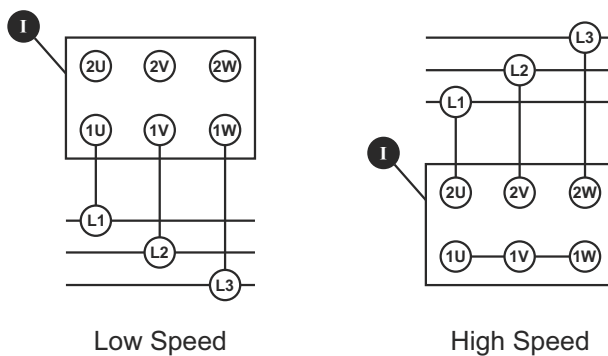 I
2U 2V 2W
1U 1V 1W
L1
L2
L3
Low Speed
L3
L2
L1
I
2U 2V 2W
1U 1V 1W
High Speed